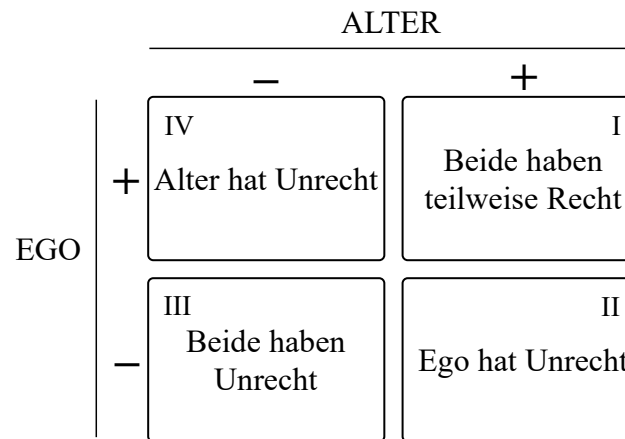 ALTER
− +
IV
Alter hat Unrecht
I
Beide haben
teilweise Recht
EGO
+
−
III
Beide haben
Unrecht
II
Ego hat Unrecht